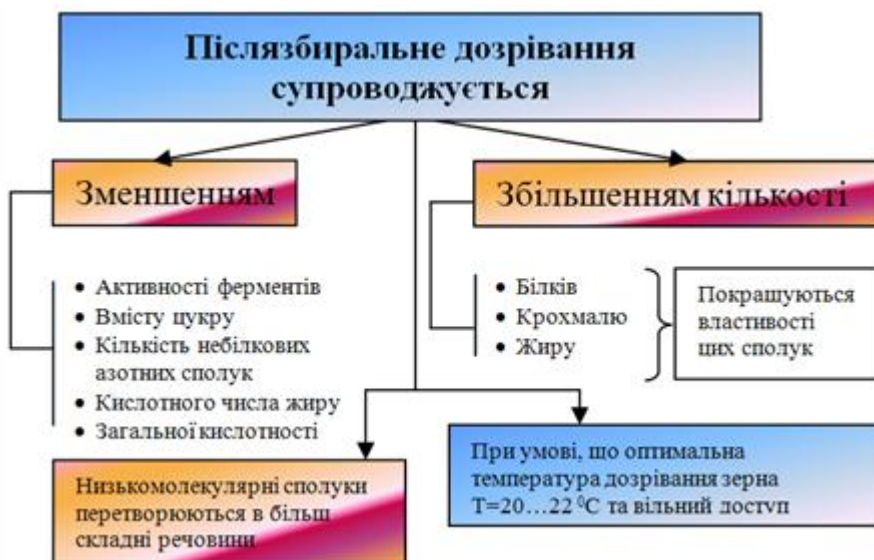 Післязбиральне дозрівання
супроводжується
Зменшенням
Збільшенням кількості
• Активності ферментів
• Вмісту цукру
• Кількість небілкових
азотних сполук
• Кислотного числа жиру
• Загальної кислотності
• Білків
• Крохмалю
• Жиру
Покрашуються
властивості
цих сполук
Низькомолекулярні сполуки
перетворюються в більш
складні речовини
При умові, що оптимальна
температура дозрівання зерна
Т=20…22 ⁰С та вільний доступ